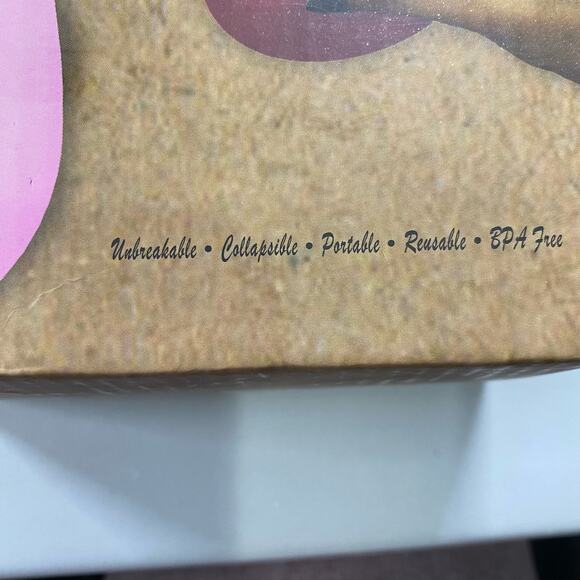 Unbreakable • Collapsible • Portable • Reusable • BPA Free